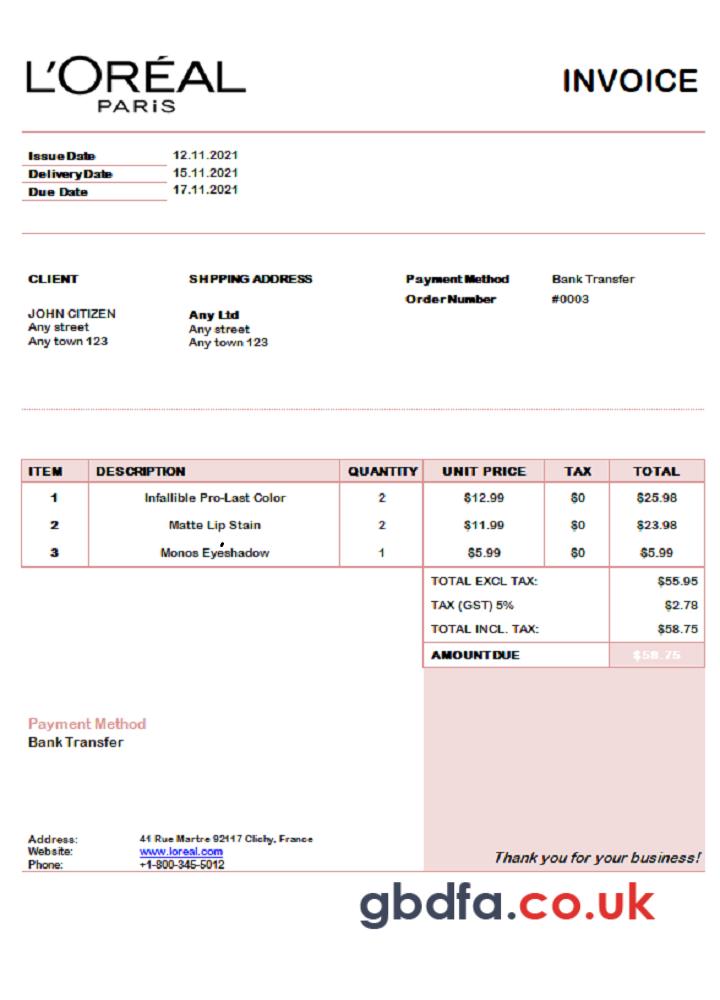 L'ORÉAL
PARiS
INVOICE
Issue Date 12.11.2021
Delivery Date 15.11.2021
Due Date 17.11.2021
CLIENT SHPPING ADDRESS Payment Method Bank Transfer
Order Number #0003
JOHN CITIZEN Any Ltd
Any street Any street
Any town 123 Any town 123
ITEM DESCRIPTION QUANTITY UNIT PRICE TAX TOTAL
1 Infallible Pro-Last Color 2 $12.99 $0 $25.98
2 Matte Lip Stain 2 $11.99 $0 $23.98
3 Monos Eyeshadow 1 $5.99 $0 $5.99
TOTAL EXCL TAX: $55.95
TAX (GST) 5% $2.78
TOTAL INCL. TAX: $58.75
AMOUNT DUE $58.75
Payment Method
Bank Transfer
Address: 41 Rue Martre 92117 Clichy, France
Website: www.loreal.com
Phone: +1-800-345-5012
Thank you for your business!
gbdfa.co.uk